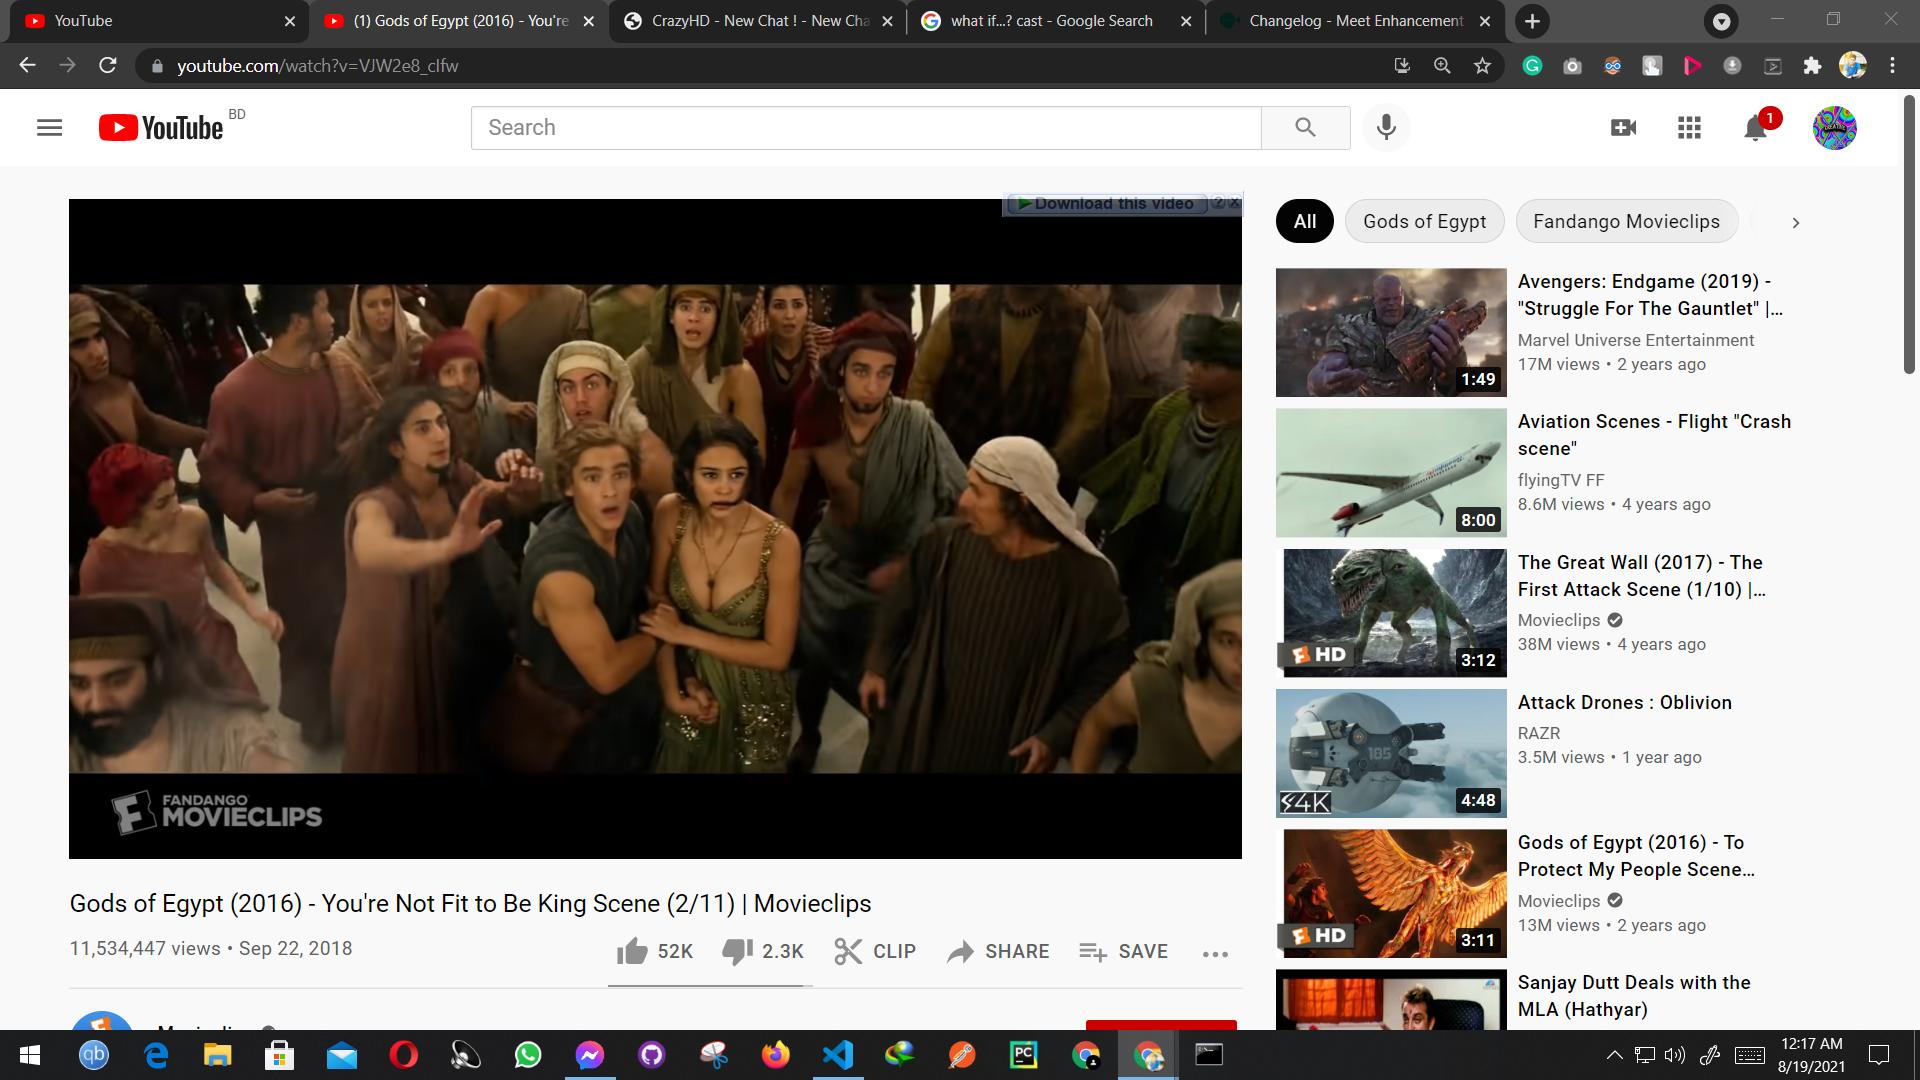 YouTube
(1) Gods of Egypt (2016) - You're
CrazyHD - New Chat ! - New Cha
what if...? cast - Google Search
Changelog - Meet Enhancement
youtube.com/watch?v=VJW2e8_clfw
YouTube BD
Search
1
Download this video ? x
All
Gods of Egypt
Fandango Movieclips
FANDANGO
MOVIECLIPS
Gods of Egypt (2016) - You're Not Fit to Be King Scene (2/11) | Movieclips
11,534,447 views • Sep 22, 2018
52K
2.3K
CLIP
SHARE
SAVE
Avengers: Endgame (2019) -
"Struggle For The Gauntlet" |...
Marvel Universe Entertainment
17M views • 2 years ago
1:49
Aviation Scenes - Flight "Crash
scene"
flyingTV FF
8.6M views • 4 years ago
8:00
The Great Wall (2017) - The
First Attack Scene (1/10) |...
Movieclips
38M views • 4 years ago
HD
3:12
Attack Drones : Oblivion
RAZR
3.5M views • 1 year ago
185
4K
4:48
Gods of Egypt (2016) - To
Protect My People Scene...
Movieclips
13M views • 2 years ago
HD
3:11
Sanjay Dutt Deals with the
MLA (Hathyar)
qb
PC
12:17 AM
8/19/2021